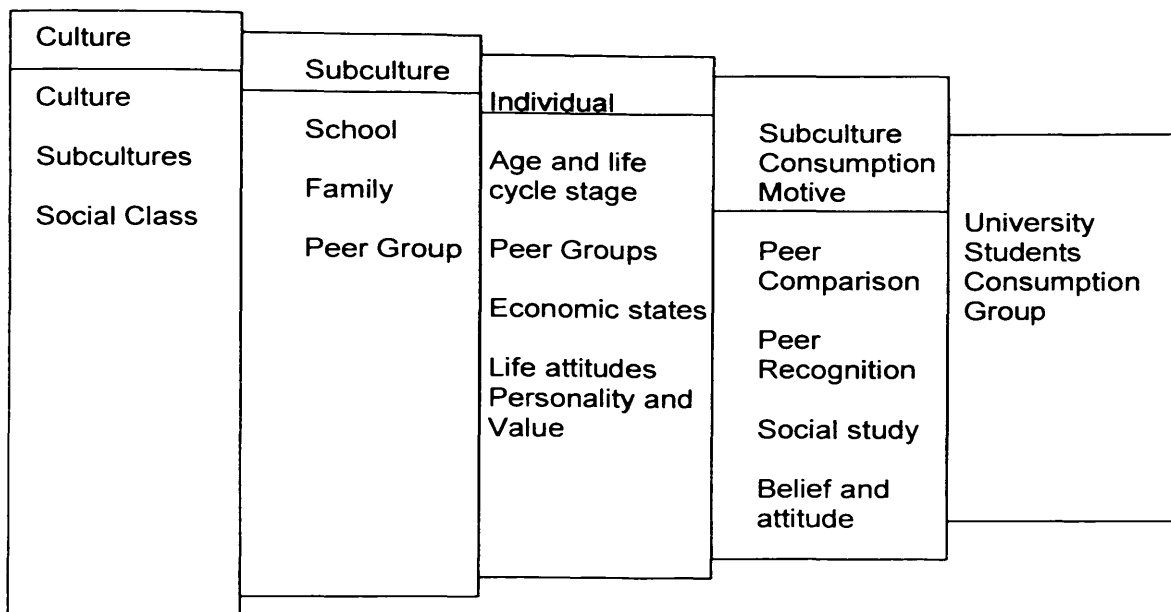 Culture
Culture
Subcultures
Social Class
Subculture
School
Family
Peer Group
Individual
Age and life
cycle stage
Peer Groups
Economic states
Life attitudes
Personality and
Value
Subculture
Consumption
Motive
Peer
Comparison
Peer
Recognition
Social study
Belief and
attitude
University
Students
Consumption
Group